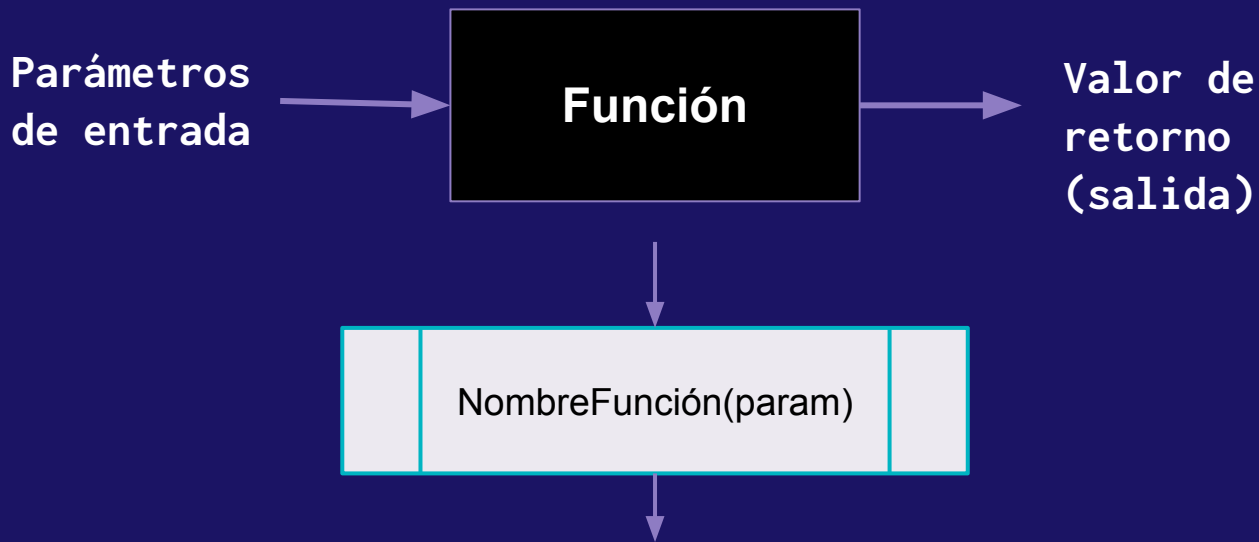 Parámetros
de entrada
Función
Valor de
retorno
(salida)
NombreFunción(param)